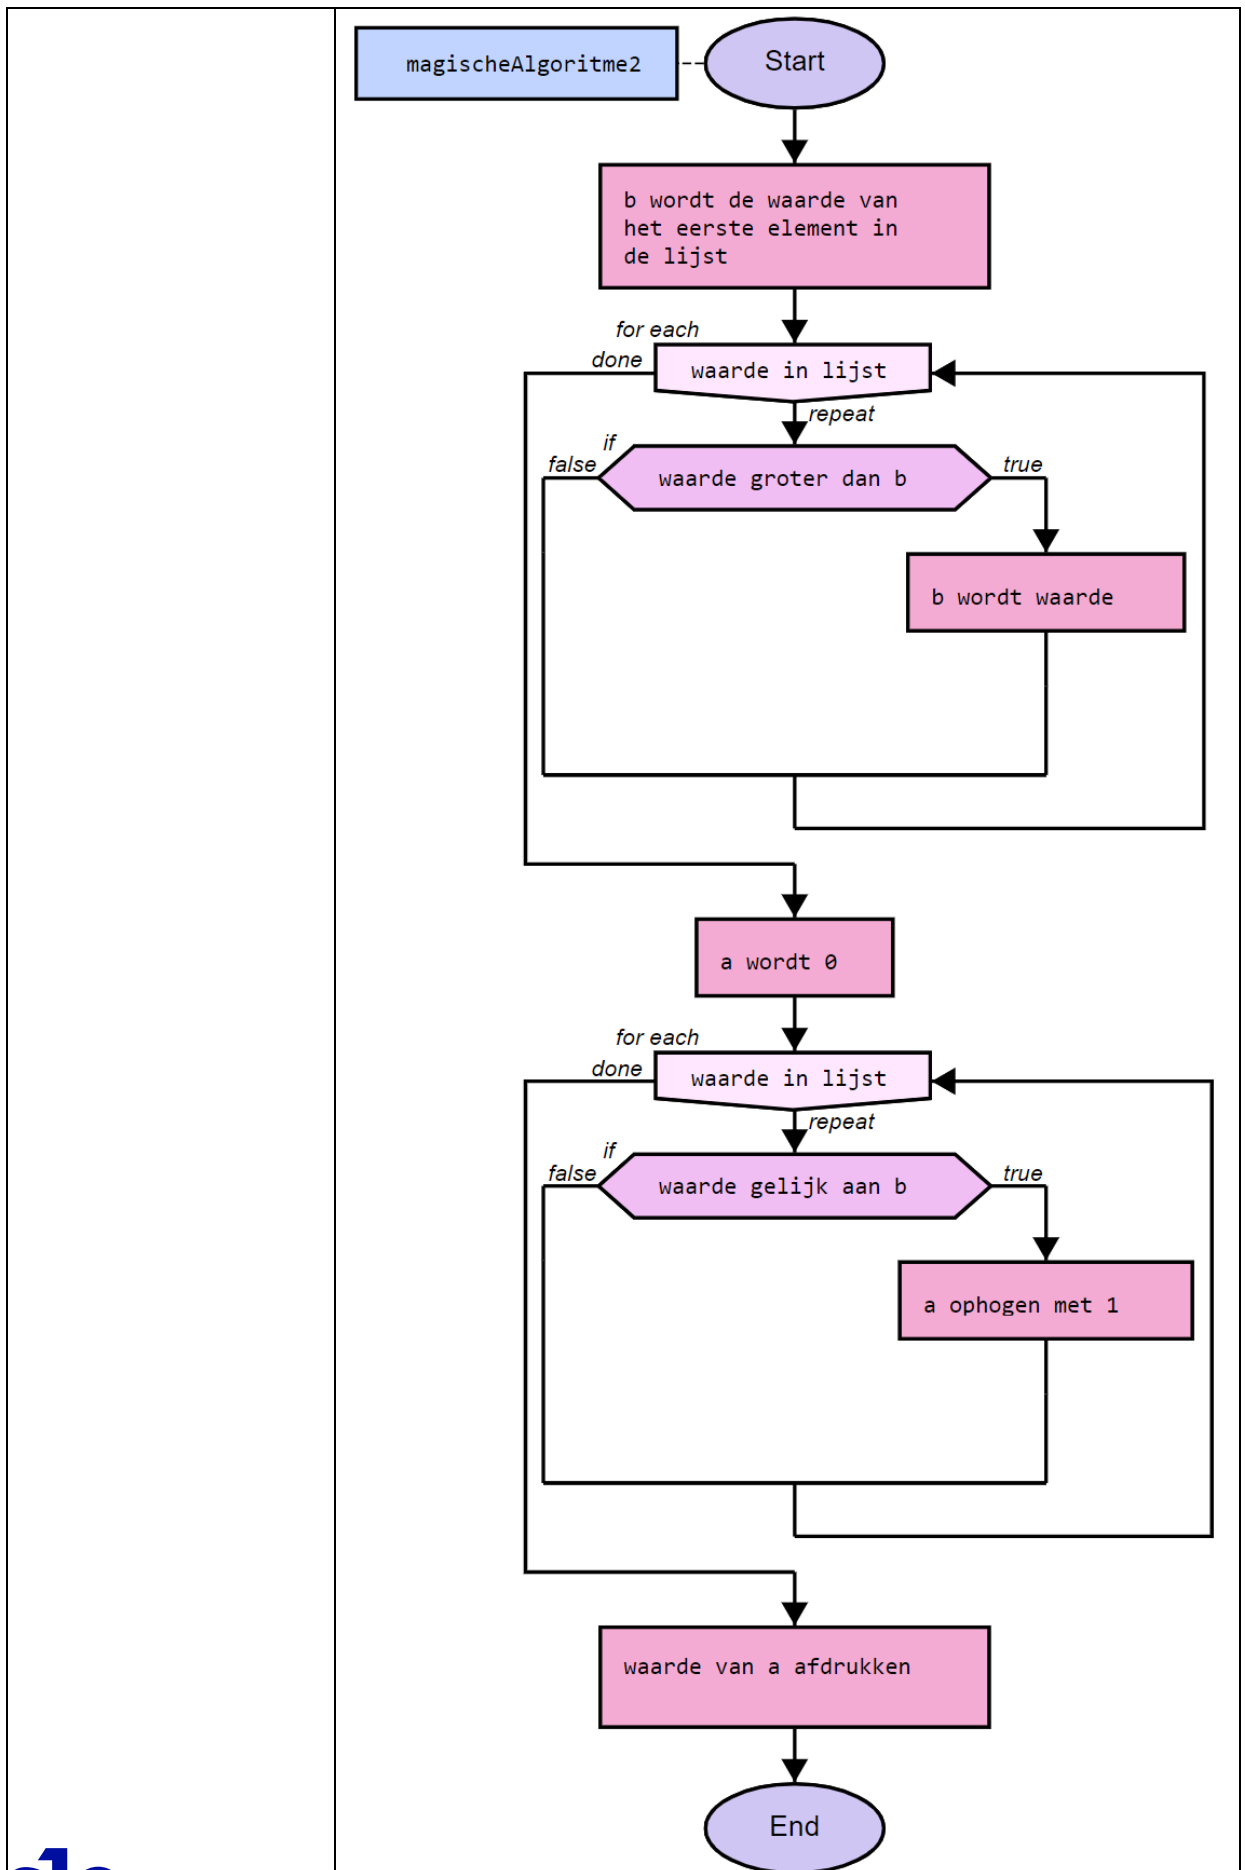 magischeAlgoritme2
Start
b wordt de waarde van
het eerste element in
de lijst
for each
done
waarde in lijst
repeat
if
false
waarde groter dan b
true
b wordt waarde
a wordt 0
for each
done
waarde in lijst
repeat
if
false
waarde gelijk aan b
true
a ophogen met 1
waarde van a afdrukken
End